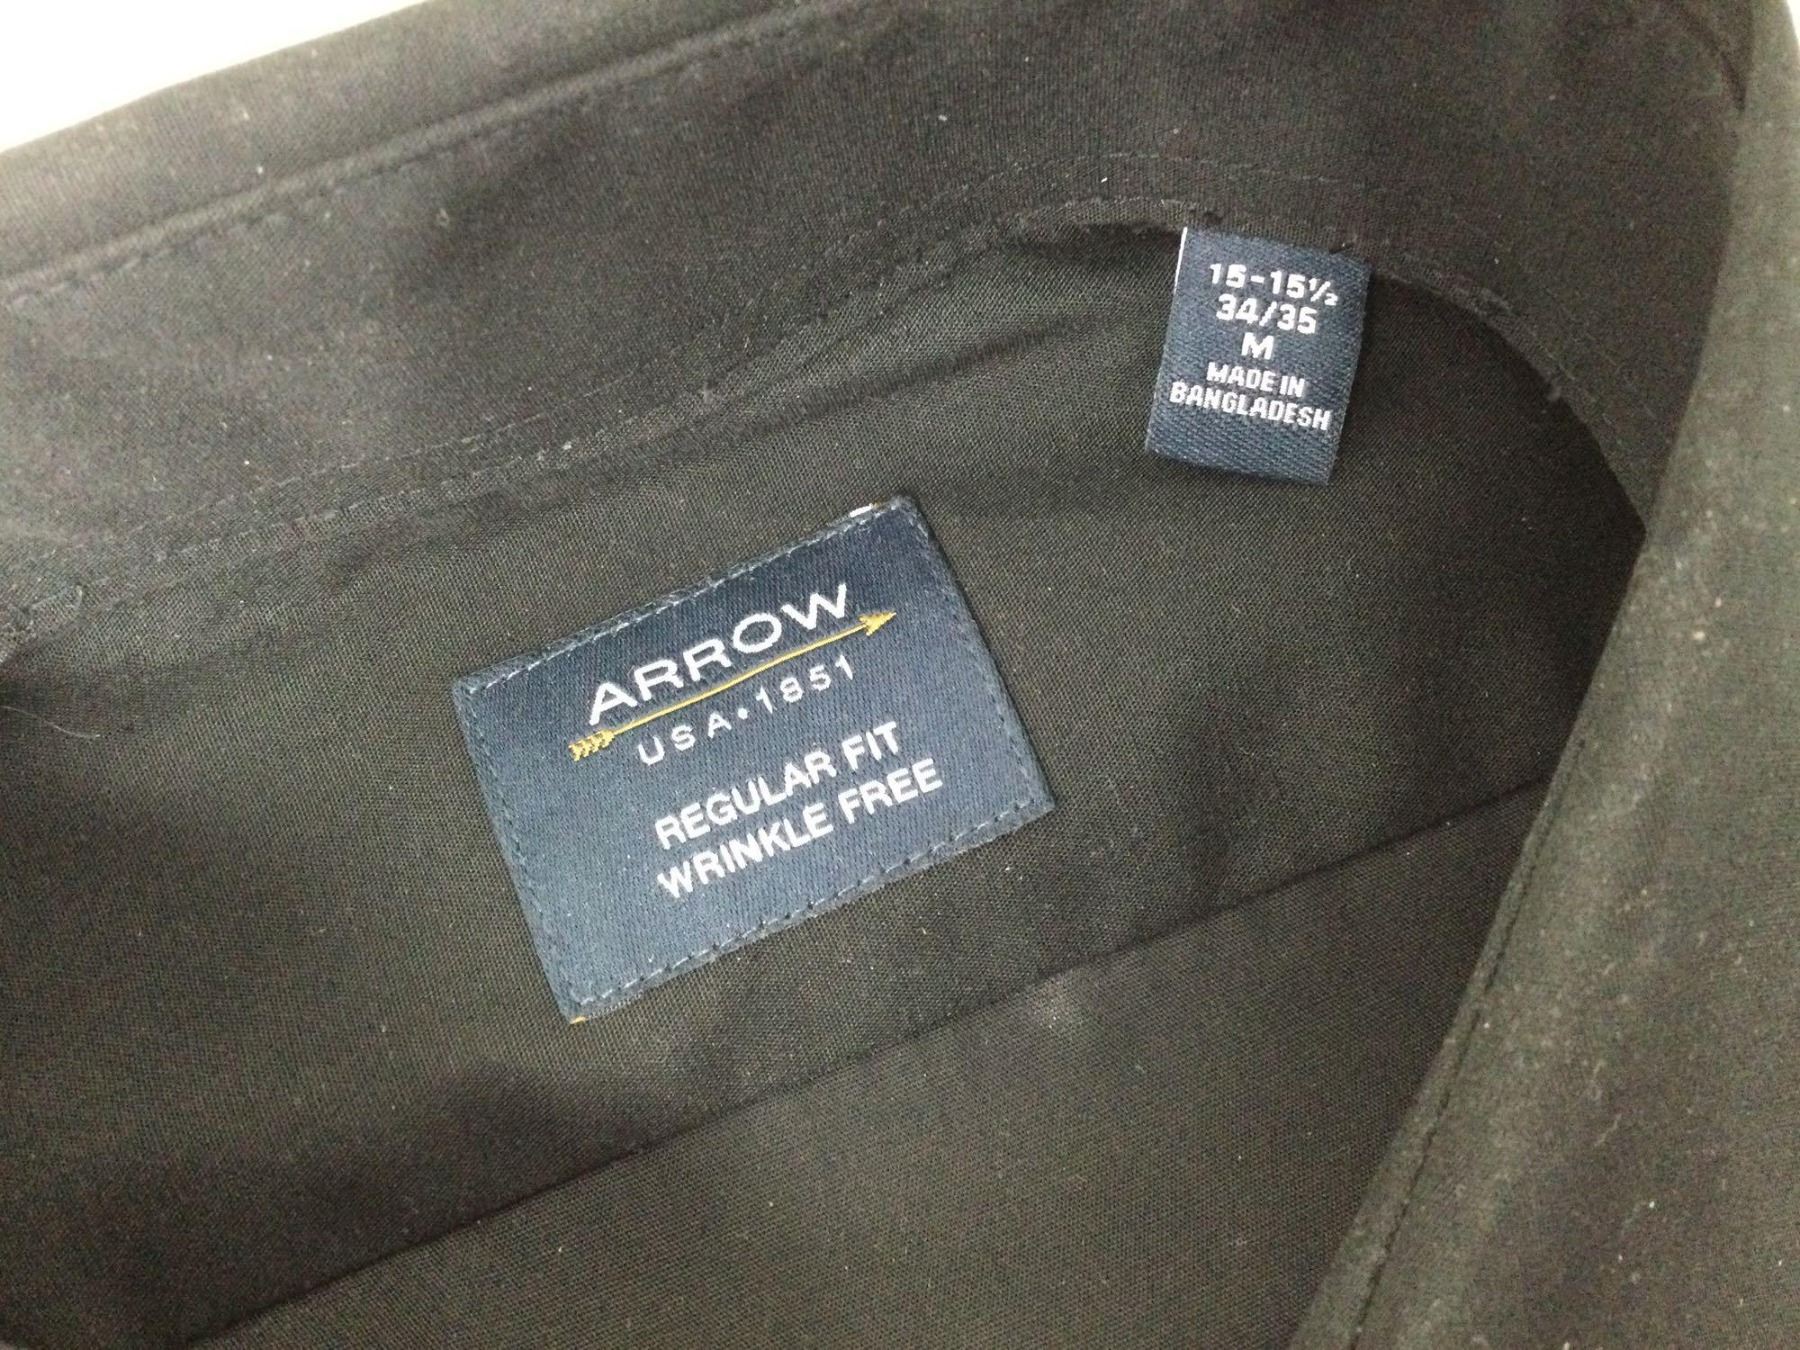 15-15½
34/35
M
MADE IN
BANGLADESH
ARROW
USA•1851
REGULAR FIT
WRINKLE FREE